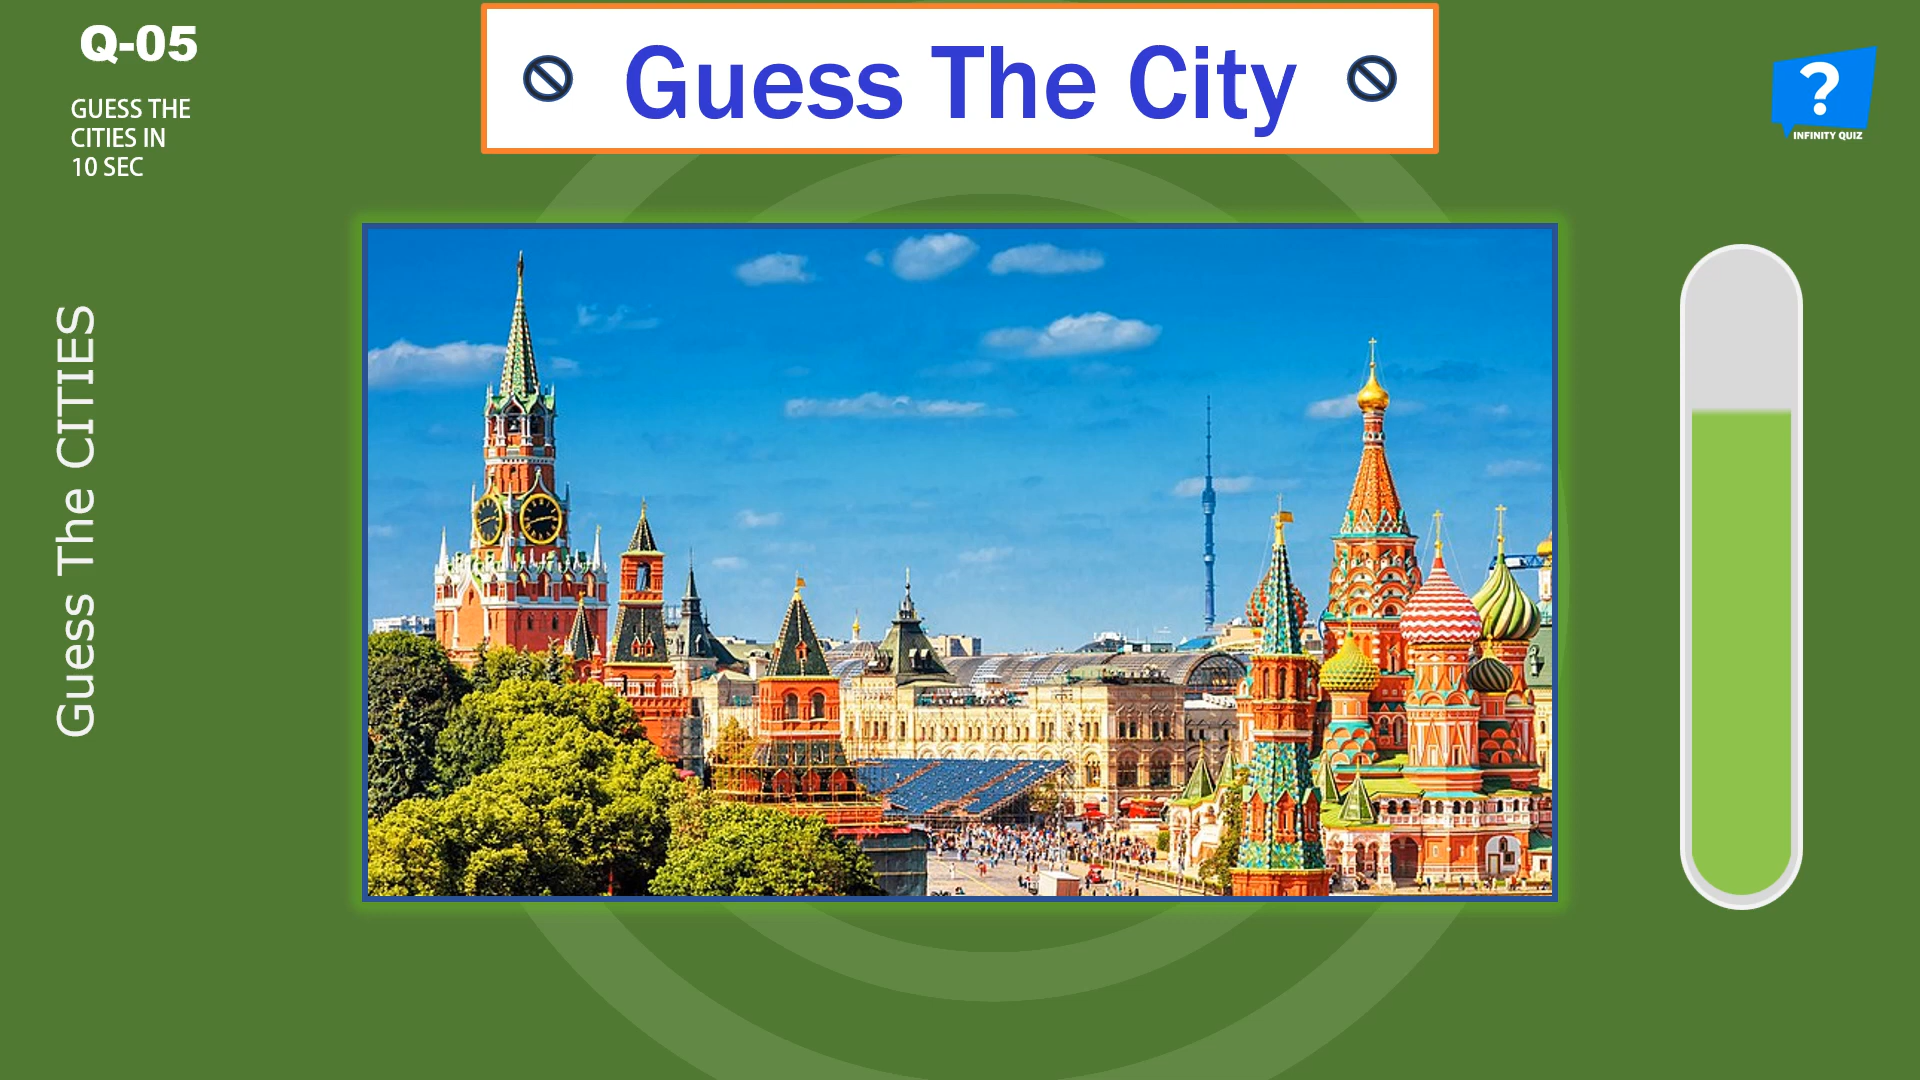 Q-05
GUESS THE
CITIES IN
10 SEC
Guess The City
?
INFINITY QUIZ
Guess The CITIES